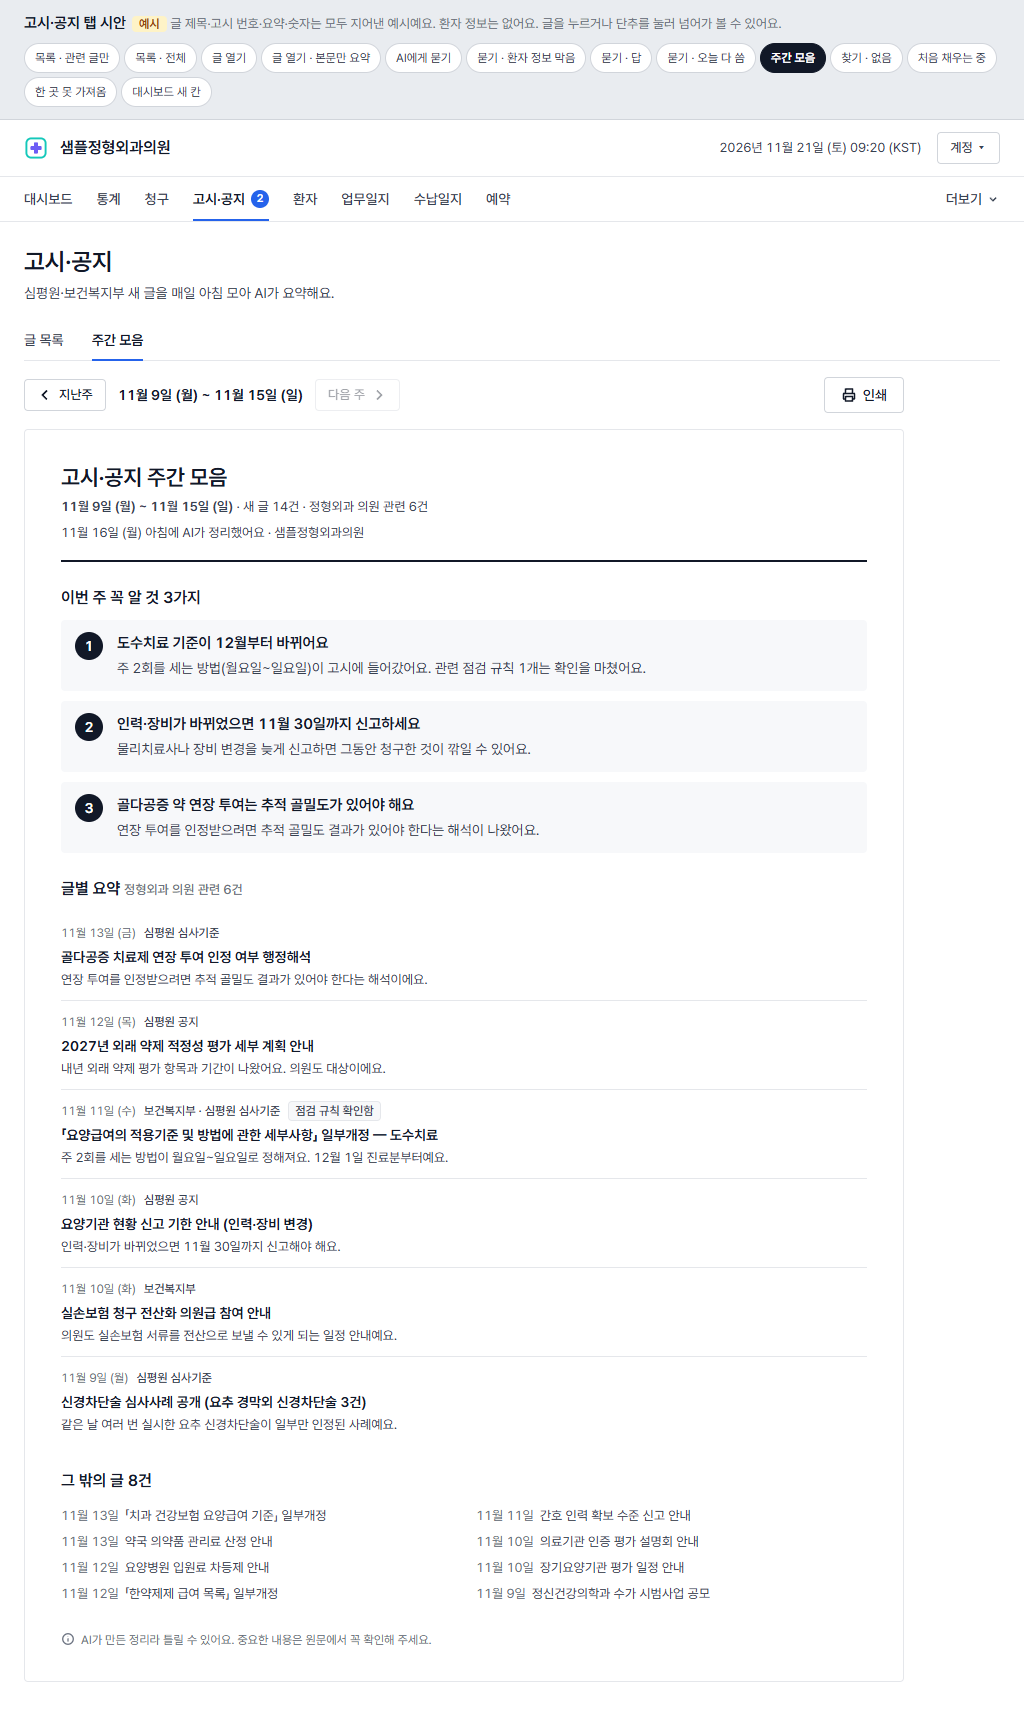 고시·공지 탭 시안 예시 글 제목·고시 번호·요약·숫자는 모두 지어낸 예시예요. 환자 정보는 없어요. 글을 누르거나 단추를 눌러 넘어가 볼 수 있어요.
목록 · 관련 글만 목록 · 전체 글 열기 글 열기 · 본문만 요약 AI에게 묻기 묻기 · 환자 정보 막음 묻기 · 답 묻기 · 오늘 다 씀 주간 모음 찾기 · 없음 처음 채우는 중
한 곳 못 가져옴 대시보드 새 칸
샘플정형외과의원 2026년 11월 21일 (토) 09:20 (KST) 계정
대시보드 통계 청구 고시·공지 2 환자 업무일지 수납일지 예약 더보기
고시·공지
심평원·보건복지부 새 글을 매일 아침 모아 AI가 요약해요.
글 목록 주간 모음
지난주 11월 9일 (월) ~ 11월 15일 (일) 다음 주 인쇄
고시·공지 주간 모음
11월 9일 (월) ~ 11월 15일 (일) · 새 글 14건 · 정형외과 의원 관련 6건
11월 16일 (월) 아침에 AI가 정리했어요 · 샘플정형외과의원
이번 주 꼭 알 것 3가지
1 도수치료 기준이 12월부터 바뀌어요
주 2회를 세는 방법(월요일~일요일)이 고시에 들어갔어요. 관련 점검 규칙 1개는 확인을 마쳤어요.
2 인력·장비가 바뀌었으면 11월 30일까지 신고하세요
물리치료사나 장비 변경을 늦게 신고하면 그동안 청구한 것이 깎일 수 있어요.
3 골다공증 약 연장 투여는 추적 골밀도가 있어야 해요
연장 투여를 인정받으려면 추적 골밀도 결과가 있어야 한다는 해석이 나왔어요.
글별 요약 정형외과 의원 관련 6건
11월 13일 (금) 심평원 심사기준
골다공증 치료제 연장 투여 인정 여부 행정해석
연장 투여를 인정받으려면 추적 골밀도 결과가 있어야 한다는 해석이에요.
11월 12일 (목) 심평원 공지
2027년 외래 약제 적정성 평가 세부 계획 안내
내년 외래 약제 평가 항목과 기간이 나왔어요. 의원도 대상이에요.
11월 11일 (수) 보건복지부 · 심평원 심사기준 점검 규칙 확인함
「요양급여의 적용기준 및 방법에 관한 세부사항」 일부개정 — 도수치료
주 2회를 세는 방법이 월요일~일요일로 정해져요. 12월 1일 진료분부터예요.
11월 10일 (화) 심평원 공지
요양기관 현황 신고 기한 안내 (인력·장비 변경)
인력·장비가 바뀌었으면 11월 30일까지 신고해야 해요.
11월 10일 (화) 보건복지부
실손보험 청구 전산화 의원급 참여 안내
의원도 실손보험 서류를 전산으로 보낼 수 있게 되는 일정 안내예요.
11월 9일 (월) 심평원 심사기준
신경차단술 심사사례 공개 (요추 경막외 신경차단술 3건)
같은 날 여러 번 실시한 요추 신경차단술이 일부만 인정된 사례예요.
그 밖의 글 8건
11월 13일 「치과 건강보험 요양급여 기준」 일부개정
11월 13일 약국 의약품 관리료 산정 안내
11월 12일 요양병원 입원료 차등제 안내
11월 12일 「한약제제 급여 목록」 일부개정
11월 11일 간호 인력 확보 수준 신고 안내
11월 10일 의료기관 인증 평가 설명회 안내
11월 10일 장기요양기관 평가 일정 안내
11월 9일 정신건강의학과 수가 시범사업 공모
AI가 만든 정리라 틀릴 수 있어요. 중요한 내용은 원문에서 꼭 확인해 주세요.